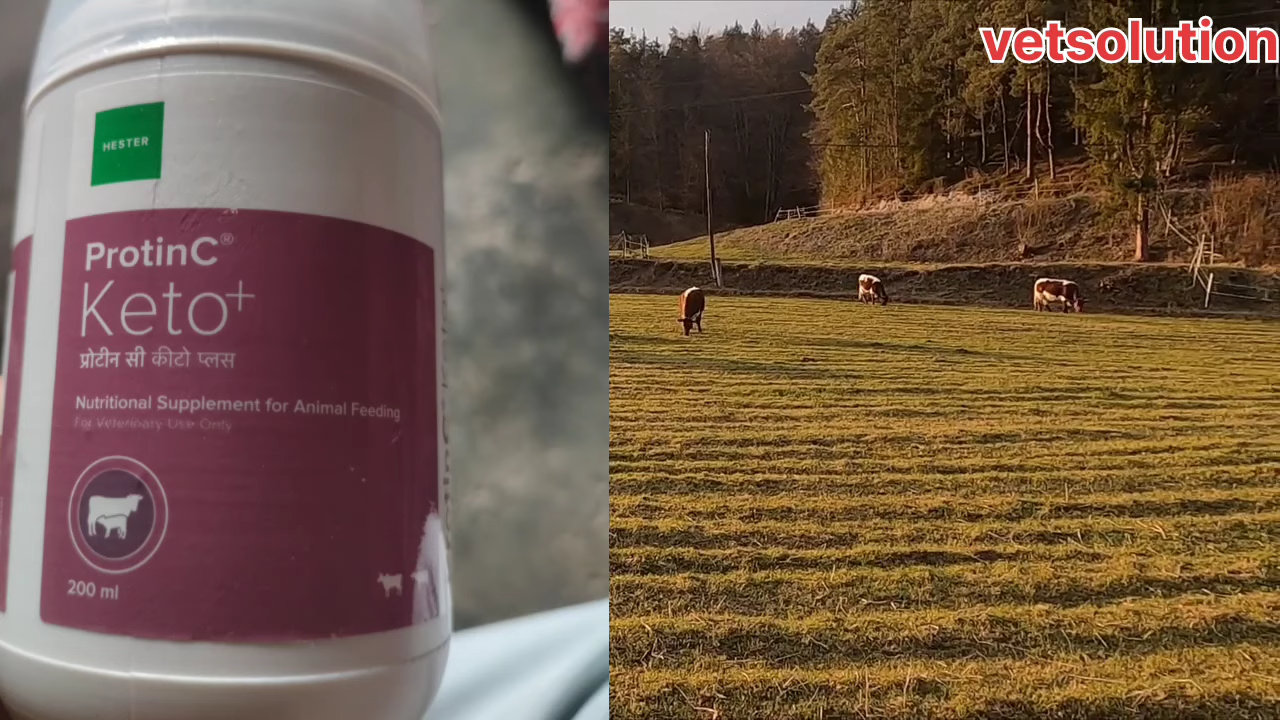 HESTER
ProtinC®
Keto+
प्रोटीन सी कीटो प्लस
Nutritional Supplement for Animal Feeding
For Veterinary Use Only
200 ml
vetsolution